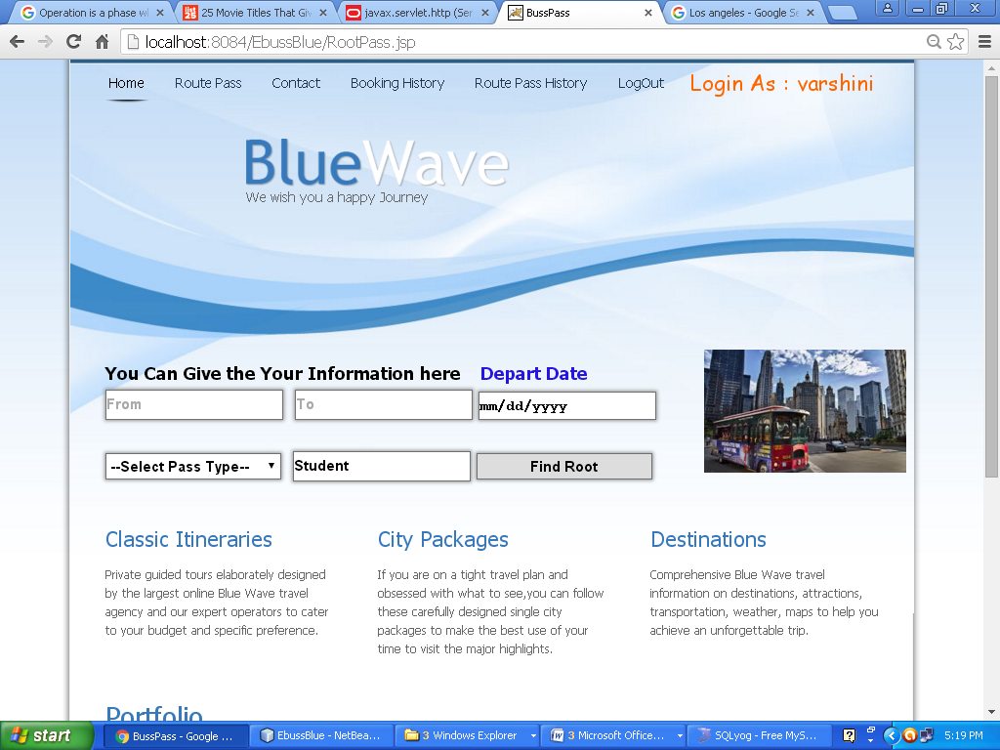 Operation is a phase wh
25 Movie Titles That Giv
javax.servlet.http (Ser
BussPass
Los angeles - Google Se
localhost:8084/EbussBlue/RootPass.jsp
Home Route Pass Contact Booking History Route Pass History LogOut Login As : varshini
BlueWave
We wish you a happy Journey
You Can Give the Your Information here Depart Date
From To mm/dd/yyyy
--Select Pass Type-- Student Find Root
Classic Itineraries
Private guided tours elaborately designed
by the largest online Blue Wave travel
agency and our expert operators to cater
to your budget and specific preference.
City Packages
If you are on a tight travel plan and
obsessed with what to see,you can follow
these carefully designed single city
packages to make the best use of your
time to visit the major highlights.
Destinations
Comprehensive Blue Wave travel
information on destinations, attractions,
transportation, weather, maps to help you
achieve an unforgettable trip.
Portfolio
start BussPass - Google ... EbussBlue - NetBea... 3 Windows Explorer 3 Microsoft Office... SQLyog - Free MyS... 5:19 PM